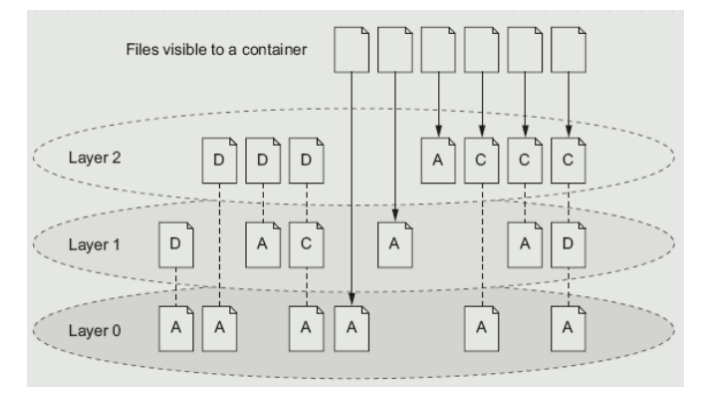 Files visible to a container
Layer 2
D D D A C C C
Layer 1
D A C A A D
Layer 0
A A A A A A